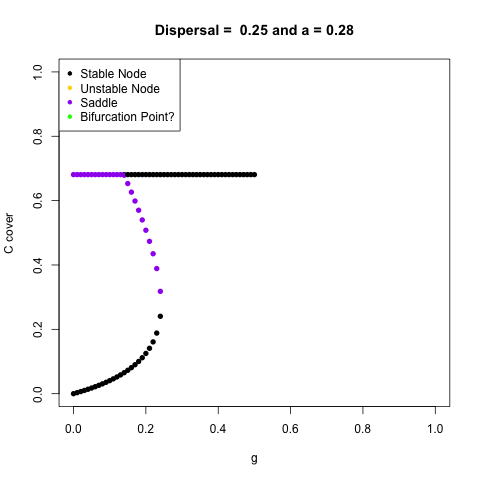 Dispersal = 0.25 and a = 0.28
Stable Node
Unstable Node
Saddle
Bifurcation Point?
C cover
1.0
0.8
0.6
0.4
0.2
0.0
0.0 0.2 0.4 0.6 0.8 1.0
g